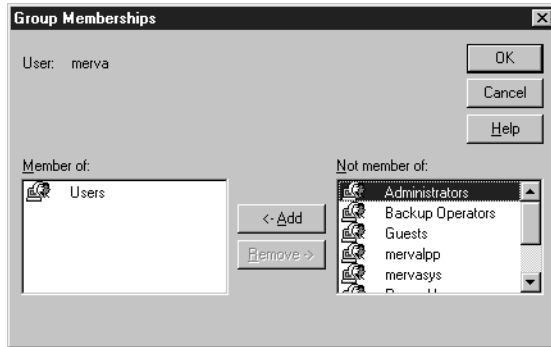 Group Memberships
User: merva
OK
Cancel
Help
Member of:
Users
<- Add
Remove ->
Not member of:
Administrators
Backup Operators
Guests
mervalpp
mervasys